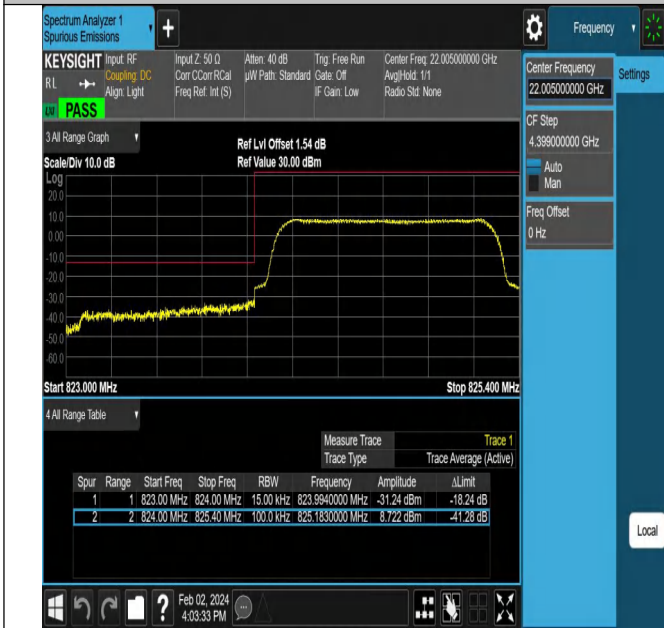 Spectrum Analyzer 1
Spurious Emissions
Frequency
KEYSIGHT Input: RF Input Z: 50 Ω Atten: 40 dB Trig: Free Run Center Freq: 22.005000000 GHz
RL Coupling: DC Corr CCorr RCal µW Path: Standard Gate: Off Avg|Hold: 1/1
Align: Light Freq Ref: Int (S) IF Gain: Low Radio Std: None
PASS
Center Frequency
22.005000000 GHz
Settings
CF Step
4.399000000 GHz
Auto
Man
Freq Offset
0 Hz
Local
3 All Range Graph
Ref Lvl Offset 1.54 dB
Scale/Div 10.0 dB Ref Value 30.00 dBm
Log
20.0
10.0
0.00
-10.0
-20.0
-30.0
-40.0
-50.0
-60.0
Start 823.000 MHz Stop 825.400 MHz
4 All Range Table
Measure Trace Trace 1
Trace Type Trace Average (Active)
Spur Range Start Freq Stop Freq RBW Frequency Amplitude ΔLimit
1 1 823.00 MHz 824.00 MHz 15.00 kHz 823.9940000 MHz -31.24 dBm -18.24 dB
2 2 824.00 MHz 825.40 MHz 100.0 kHz 825.1830000 MHz 8.722 dBm -41.28 dB
Feb 02, 2024
4:03:33 PM